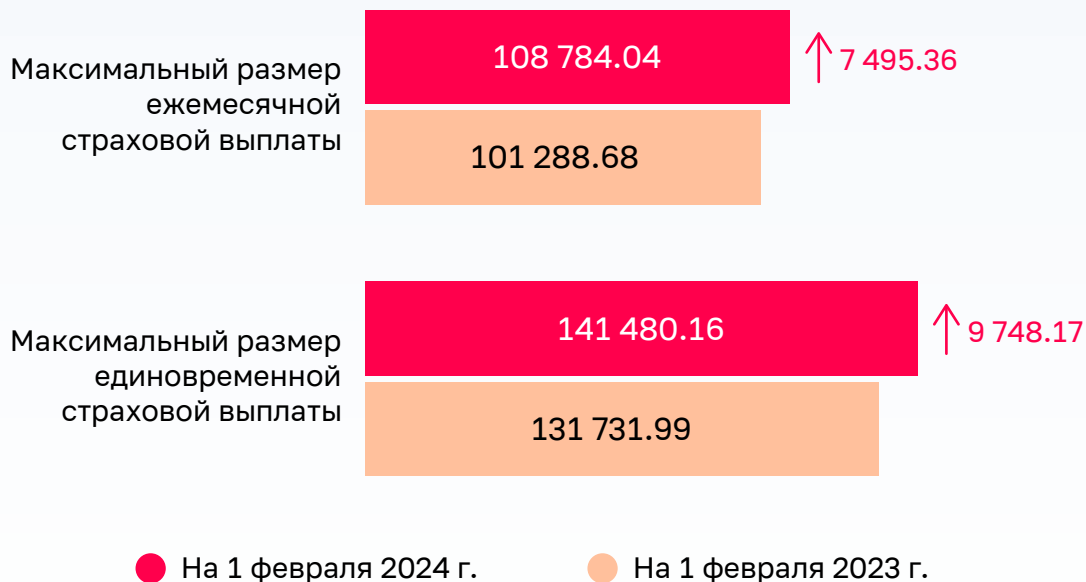 Максимальный размер
ежемесячной
страховой выплаты
108 784.04
7 495.36
101 288.68
Максимальный размер
единовременной
страховой выплаты
141 480.16
9 748.17
131 731.99
На 1 февраля 2024 г.
На 1 февраля 2023 г.